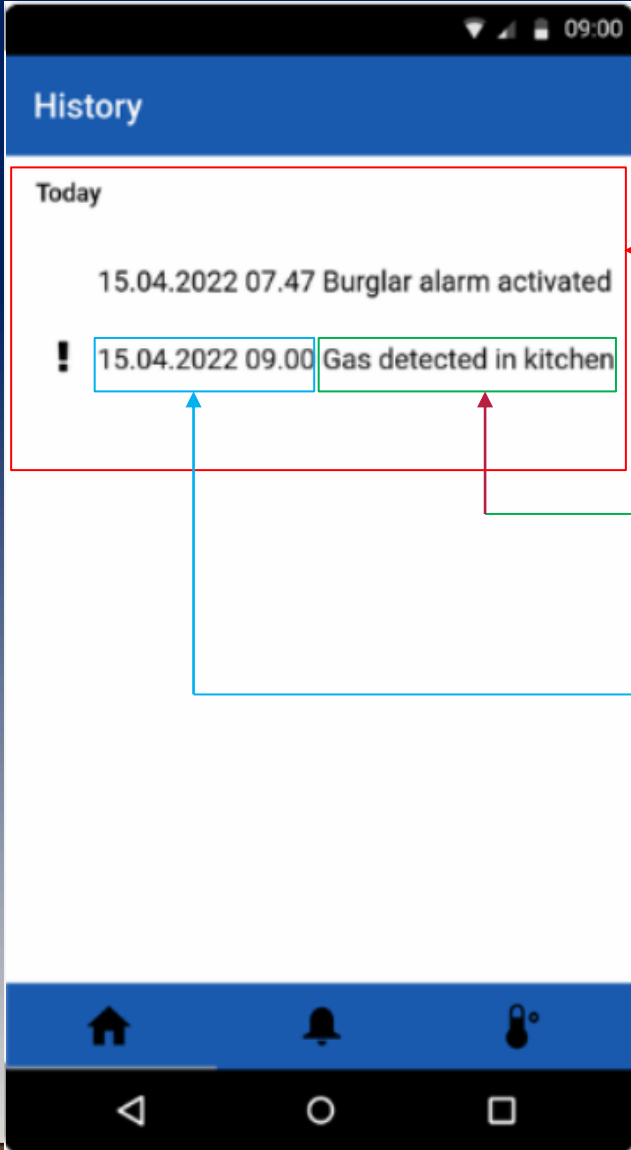 09:00
History
Today
15.04.2022 07.47 Burglar alarm activated
! 15.04.2022 09.00 Gas detected in kitchen